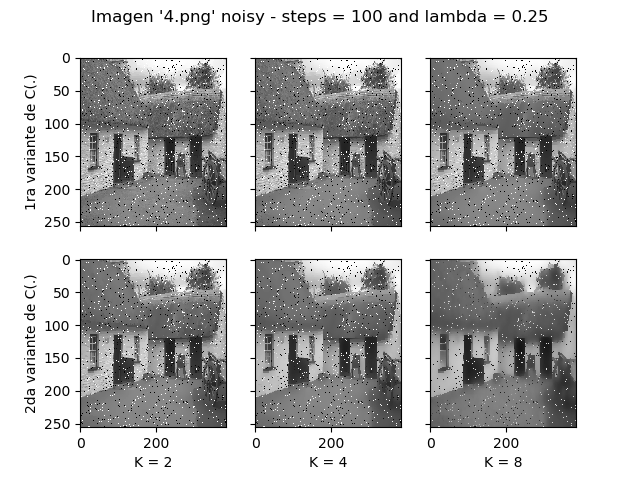 Imagen '4.png' noisy - steps = 100 and lambda = 0.25
1ra variante de C(.)
0
50
100
150
200
250
2da variante de C(.)
0
50
100
150
200
250
0 200 0 200 0 200
K = 2 K = 4 K = 8